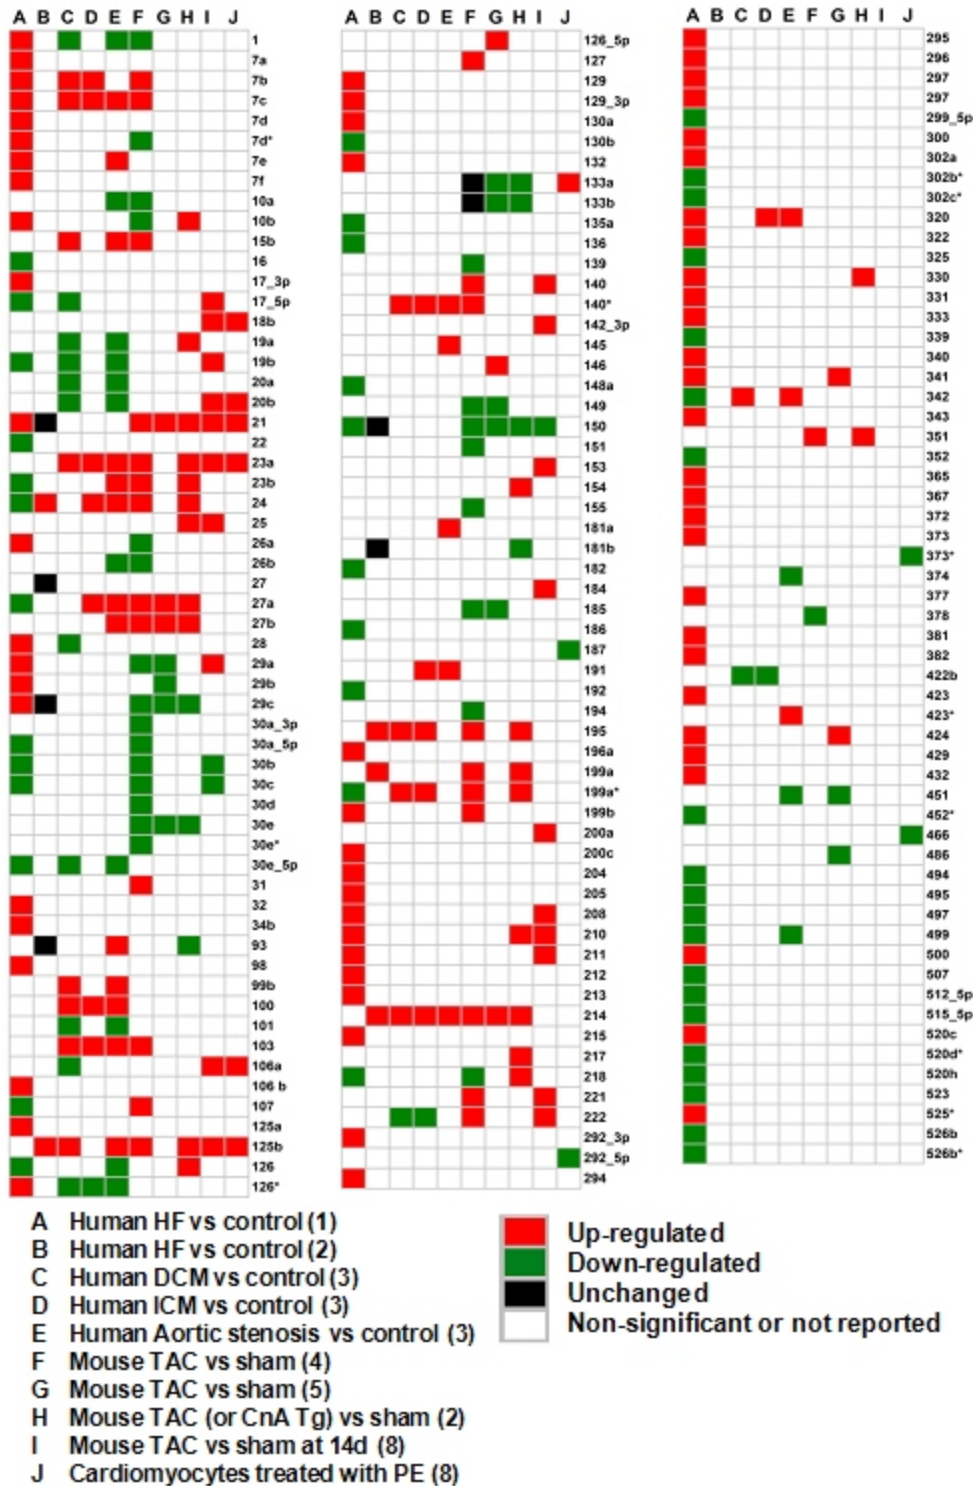 A B C D E F G H I J
1
7a
7b
7c
7d
7d*
7e
7f
10a
10b
15b
16
17_3p
17_5p
18b
19a
19b
20a
20b
21
22
23a
23b
24
25
26a
26b
27
27a
27b
28
29a
29b
29c
30a_3p
30a_5p
30b
30c
30d
30e
30e*
30e_5p
31
32
34b
93
98
99b
100
101
103
106a
106 b
107
125a
125b
126
126*
A B C D E F G H I J
126_5p
127
129
129_3p
130a
130b
132
133a
133b
135a
136
139
140
140*
142_3p
145
146
148a
149
150
151
153
154
155
181a
181b
182
184
185
186
187
191
192
194
195
196a
199a
199a*
199b
200a
200c
204
205
208
210
211
212
213
214
215
217
218
221
222
292_3p
292_5p
294
A B C D E F G H I J
295
296
297
297
299_5p
300
302a
302b*
302c*
320
322
325
330
331
333
339
340
341
342
343
351
352
365
367
372
373
373*
374
377
378
381
382
422b
423
423*
424
429
432
451
452*
466
486
494
495
497
499
500
507
512_5p
515_5p
520c
520d*
520h
523
525*
526b
526b*
A Human HF vs control (1)
B Human HF vs control (2)
C Human DCM vs control (3)
D Human ICM vs control (3)
E Human Aortic stenosis vs control (3)
F Mouse TAC vs sham (4)
G Mouse TAC vs sham (5)
H Mouse TAC (or CnA Tg) vs sham (2)
I Mouse TAC vs sham at 14d (8)
J Cardiomyocytes treated with PE (8)
Up-regulated
Down-regulated
Unchanged
Non-significant or not reported